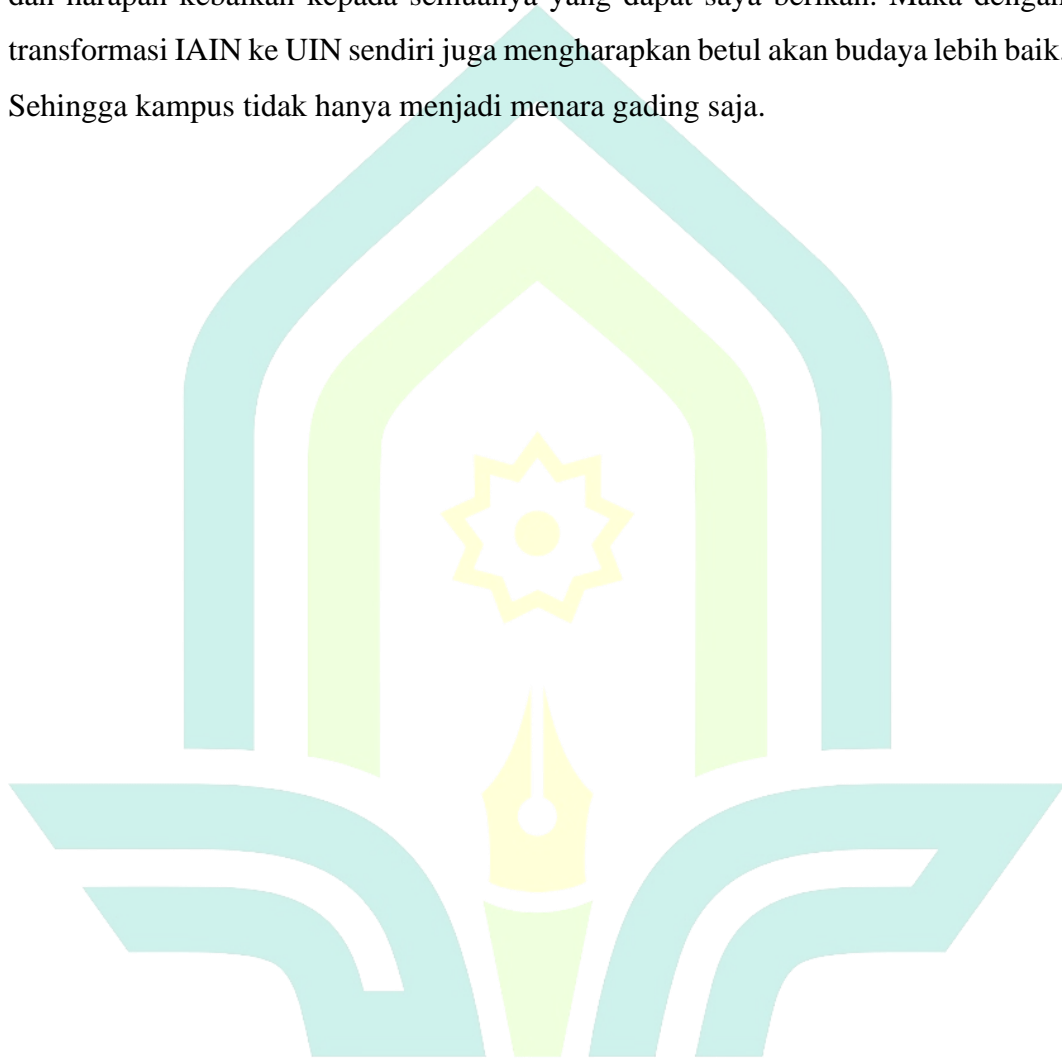 dan harapan kebaikan kepada semuanya yang dapat saya berikan. Maka dengan
transformasi IAIN ke UIN sendiri juga mengharapkan betul akan budaya lebih baik.
Sehingga kampus tidak hanya menjadi menara gading saja.